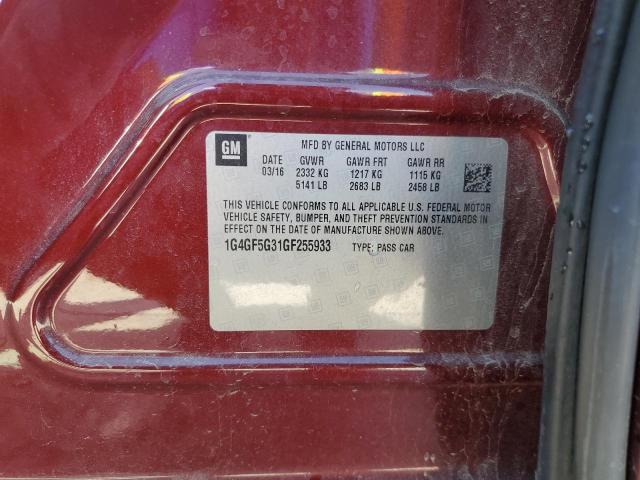 GM
MFD BY GENERAL MOTORS LLC
DATE GVWR GAWR FRT GAWR RR
03/16 2332 KG 1217 KG 1115 KG
5141 LB 2683 LB 2458 LB
THIS VEHICLE CONFORMS TO ALL APPLICABLE U.S. FEDERAL MOTOR
VEHICLE SAFETY, BUMPER, AND THEFT PREVENTION STANDARDS IN
EFFECT ON THE DATE OF MANUFACTURE SHOWN ABOVE.
1G4GF5G31GF255933 TYPE: PASS CAR